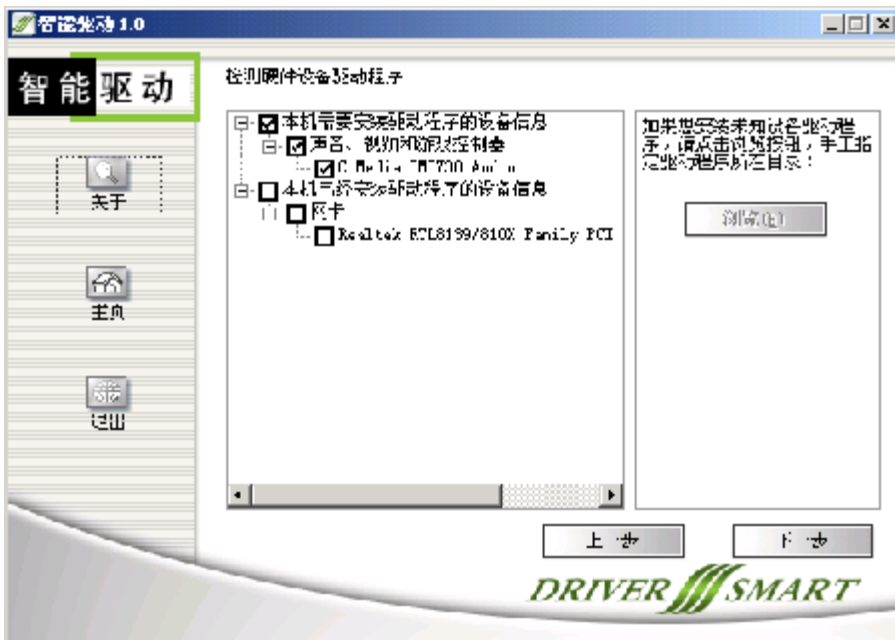 智能驱动 1.0
智能驱动
检测硬件设备驱动程序
本机需要安装驱动程序的设备信息
声音、视频和游戏控制器
Audio
本机已经安装驱动程序的设备信息
网卡
Realtek RTL8139/810X Family PCI
如果想安装未知设备驱动程
序，请点击浏览按钮，手工指
定驱动程序所在目录：
浏览
关于
主页
退出
上一步
下一步
DRIVER SMART